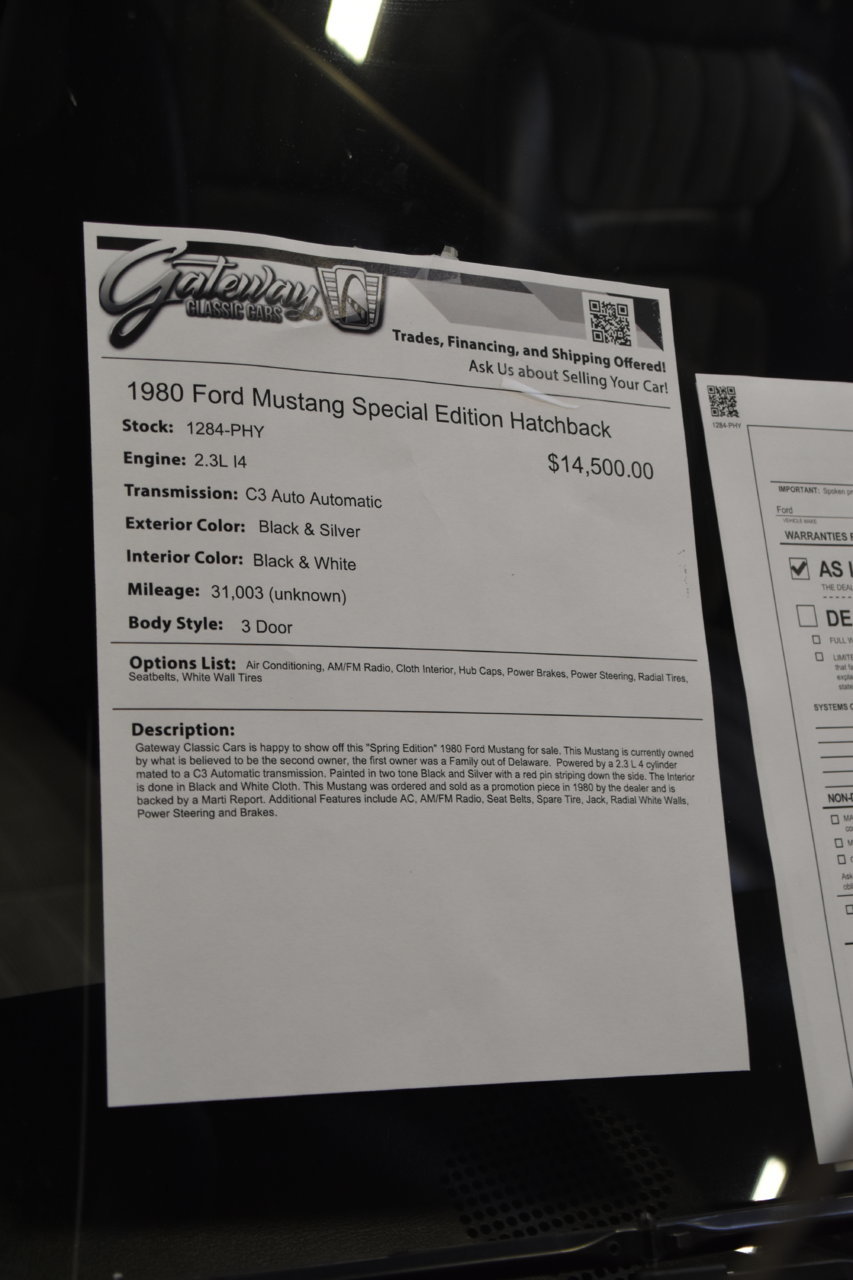 Gateway
CLASSIC CARS
Trades, Financing, and Shipping Offered!
Ask Us about Selling Your Car!
1980 Ford Mustang Special Edition Hatchback
Stock: 1284-PHY
$14,500.00
Engine: 2.3L I4
Transmission: C3 Auto Automatic
Exterior Color: Black & Silver
Interior Color: Black & White
Mileage: 31,003 (unknown)
Body Style: 3 Door
Options List: Air Conditioning, AM/FM Radio, Cloth Interior, Hub Caps, Power Brakes, Power Steering, Radial Tires,
Seatbelts, White Wall Tires
Description:
Gateway Classic Cars is happy to show off this "Spring Edition" 1980 Ford Mustang for sale. This Mustang is currently owned
by what is believed to be the second owner, the first owner was a Family out of Delaware. Powered by a 2.3 L 4 cylinder
mated to a C3 Automatic transmission. Painted in two tone Black and Silver with a red pin striping down the side. The Interior
is done in Black and White Cloth. This Mustang was ordered and sold as a promotion piece in 1980 by the dealer and is
backed by a Marti Report. Additional Features include AC, AM/FM Radio, Seat Belts, Spare Tire, Jack, Radial White Walls,
Power Steering and Brakes.
1284-PHY
IMPORTANT: Spoken
Ford
VEHICLE MAKE
WARRANTIES
AS
THE
FULL
SYSTEMS